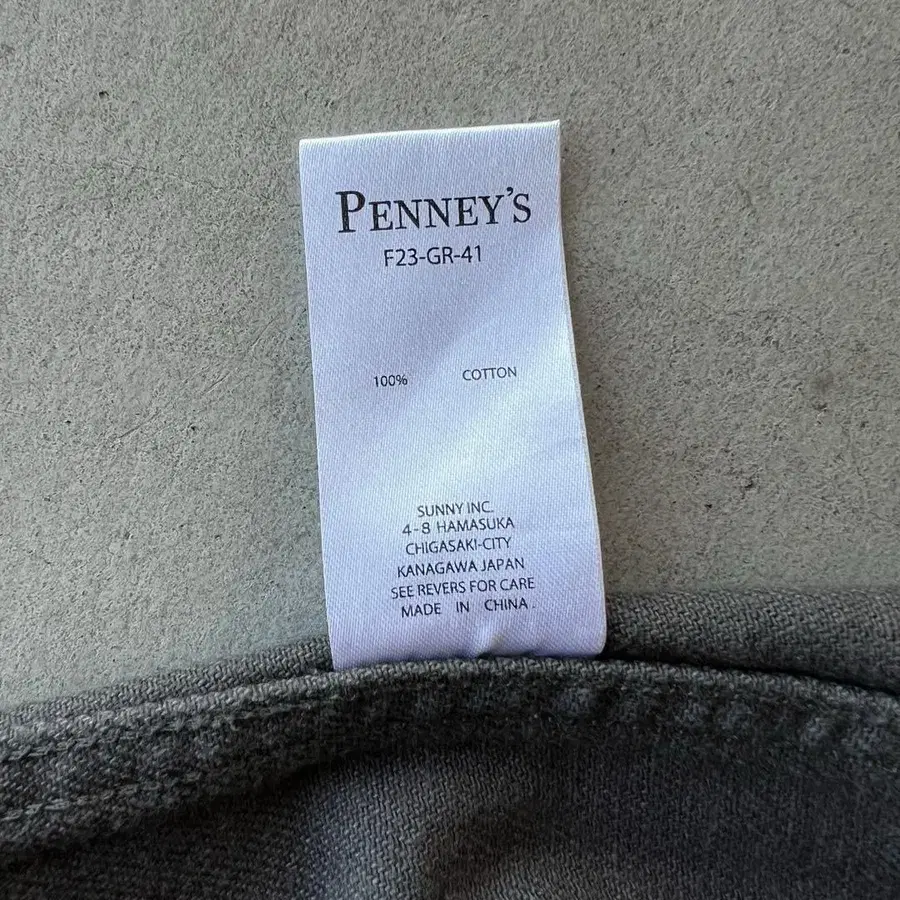 PENNEY'S
F23-GR-41
100% COTTON
SUNNY INC.
4-8 HAMASUKA
CHIGASAKI-CITY
KANAGAWA JAPAN
SEE REVERS FOR CARE
MADE IN CHINA.